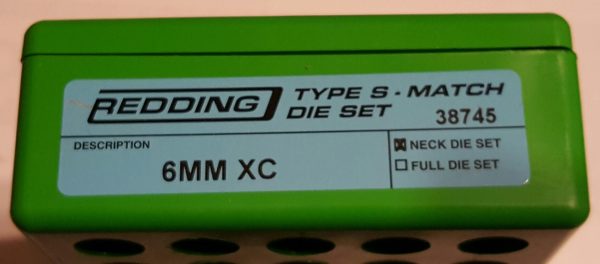 REDDING TYPE S - MATCH
DIE SET 38745
DESCRIPTION
6MM XC
NECK DIE SET
FULL DIE SET